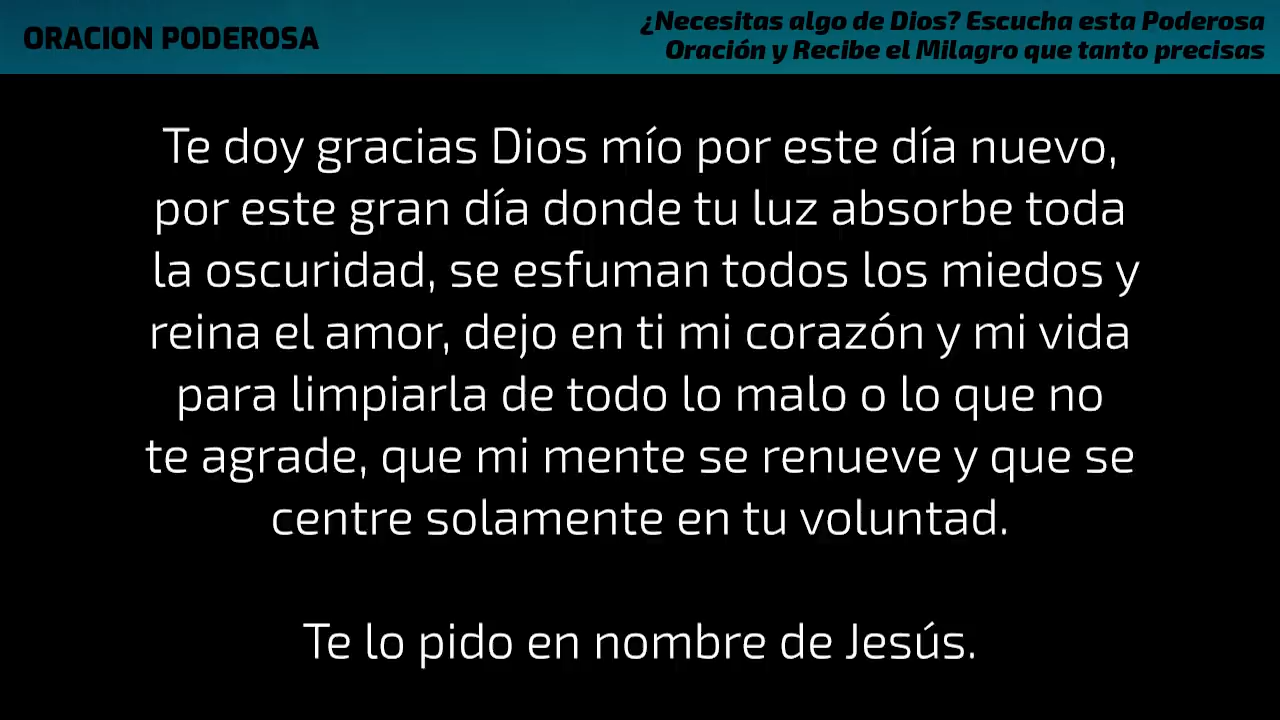 ORACION PODEROSA
¿Necesitas algo de Dios? Escucha esta Poderosa
Oración y Recibe el Milagro que tanto precisas
Te doy gracias Dios mío por este día nuevo,
por este gran día donde tu luz absorbe toda
la oscuridad, se esfuman todos los miedos y
reina el amor, dejo en ti mi corazón y mi vida
para limpiarla de todo lo malo o lo que no
te agrade, que mi mente se renueve y que se
centre solamente en tu voluntad.
Te lo pido en nombre de Jesús.